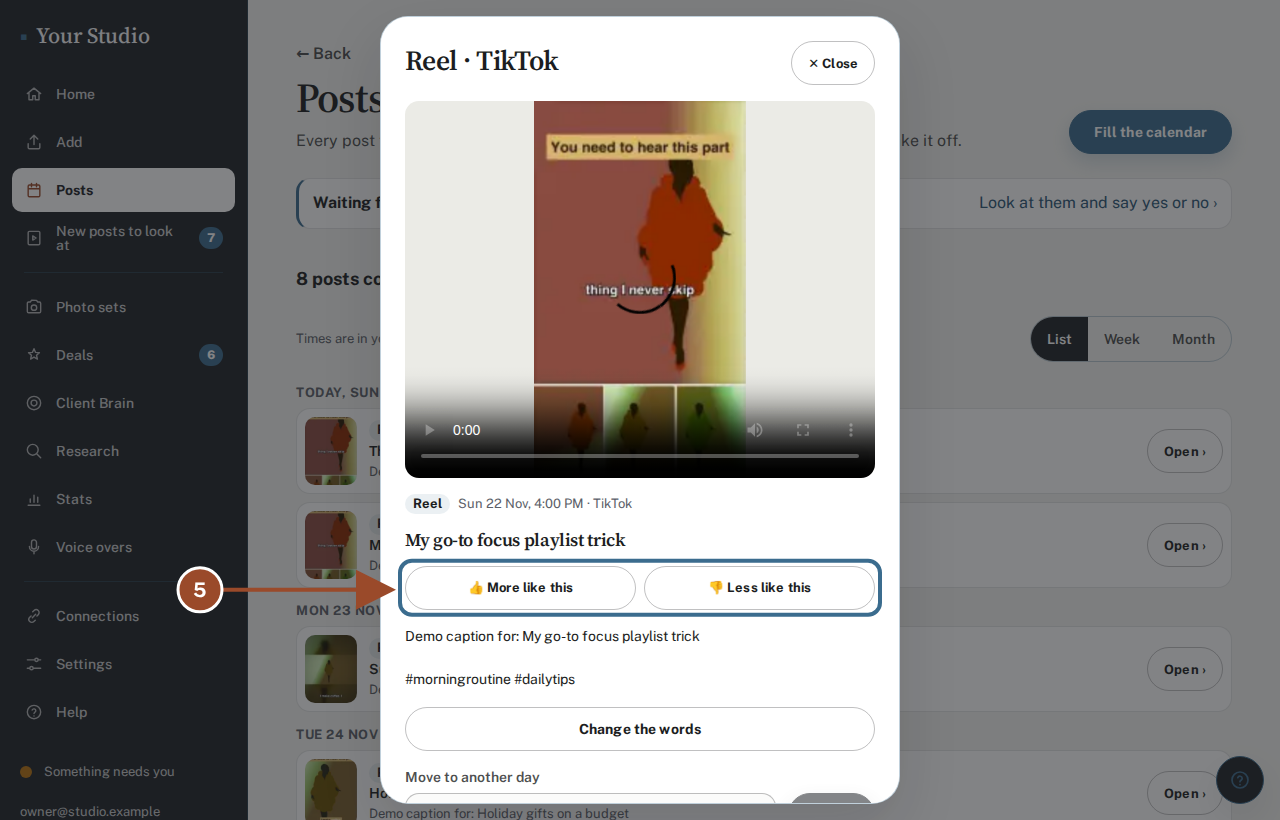 Your Studio
Home
Add
Posts
New posts to look
at
7
Photo sets
Deals
6
Client Brain
Research
Stats
Voice overs
Connections
Settings
Help
Something needs you
owner@studio.example
← Back
Posts
Every post
ke it off.
Fill the calendar
Waiting f
Look at them and say yes or no ›
8 posts co
Times are in y
List
Week
Month
TODAY, SUN
Open ›
Open ›
MON 23 NOV
Open ›
TUE 24 NOV
Open ›
Demo caption for: Holiday gifts on a budget
Reel · TikTok
✕ Close
You need to hear this part
thing I never skip
0:00
Reel
Sun 22 Nov, 4:00 PM · TikTok
My go-to focus playlist trick
5
👍 More like this
👎 Less like this
Demo caption for: My go-to focus playlist trick
#morningroutine #dailytips
Change the words
Move to another day